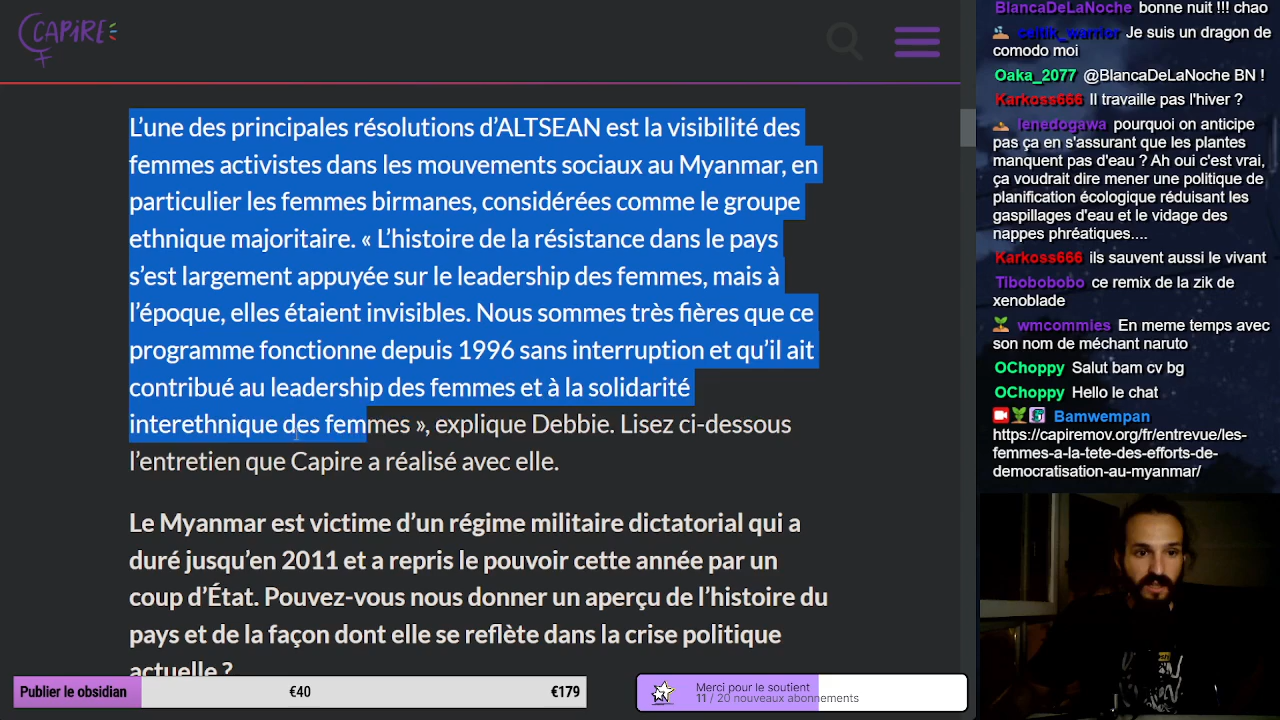 CAPIRE
L'une des principales résolutions d'ALTSEAN est la visibilité des
femmes activistes dans les mouvements sociaux au Myanmar, en
particulier les femmes birmanes, considérées comme le groupe
ethnique majoritaire. « L'histoire de la résistance dans le pays
s'est largement appuyée sur le leadership des femmes, mais à
l'époque, elles étaient invisibles. Nous sommes très fières que ce
programme fonctionne depuis 1996 sans interruption et qu'il ait
contribué au leadership des femmes et à la solidarité
interethnique des femmes », explique Debbie. Lisez ci-dessous
l'entretien que Capire a réalisé avec elle.
Le Myanmar est victime d'un régime militaire dictatorial qui a
duré jusqu'en 2011 et a repris le pouvoir cette année par un
coup d'État. Pouvez-vous nous donner un aperçu de l'histoire du
pays et de la façon dont elle se reflète dans la crise politique
actuelle ?
Publier le obsidian €40 €179
Merci pour le soutient
11 / 20 nouveaux abonnements
BlancaDeLaNoche bonne nuit !!! chao
celtik_warrior Je suis un dragon de
comodo moi
Oaka_2077 @BlancaDeLaNoche BN !
Karkoss666 Il travaille pas l'hiver ?
lenedogawa pourquoi on anticipe
pas ça en s'assurant que les plantes
manquent pas d'eau ? Ah oui c'est vrai,
ça voudrait dire mener une politique de
planification écologique réduisant les
gaspillages d'eau et le vidage des
nappes phréatiques....
Karkoss666 ils sauvent aussi le vivant
Tibobobobo ce remix de la zik de
xenoblade
wmcommies En meme temps avec
son nom de méchant naruto
OChoppy Salut bam cv bg
OChoppy Hello le chat
Bamwempan
https://capiremov.org/fr/entrevue/les-
femmes-a-la-tete-des-efforts-de-
democratisation-au-myanmar/